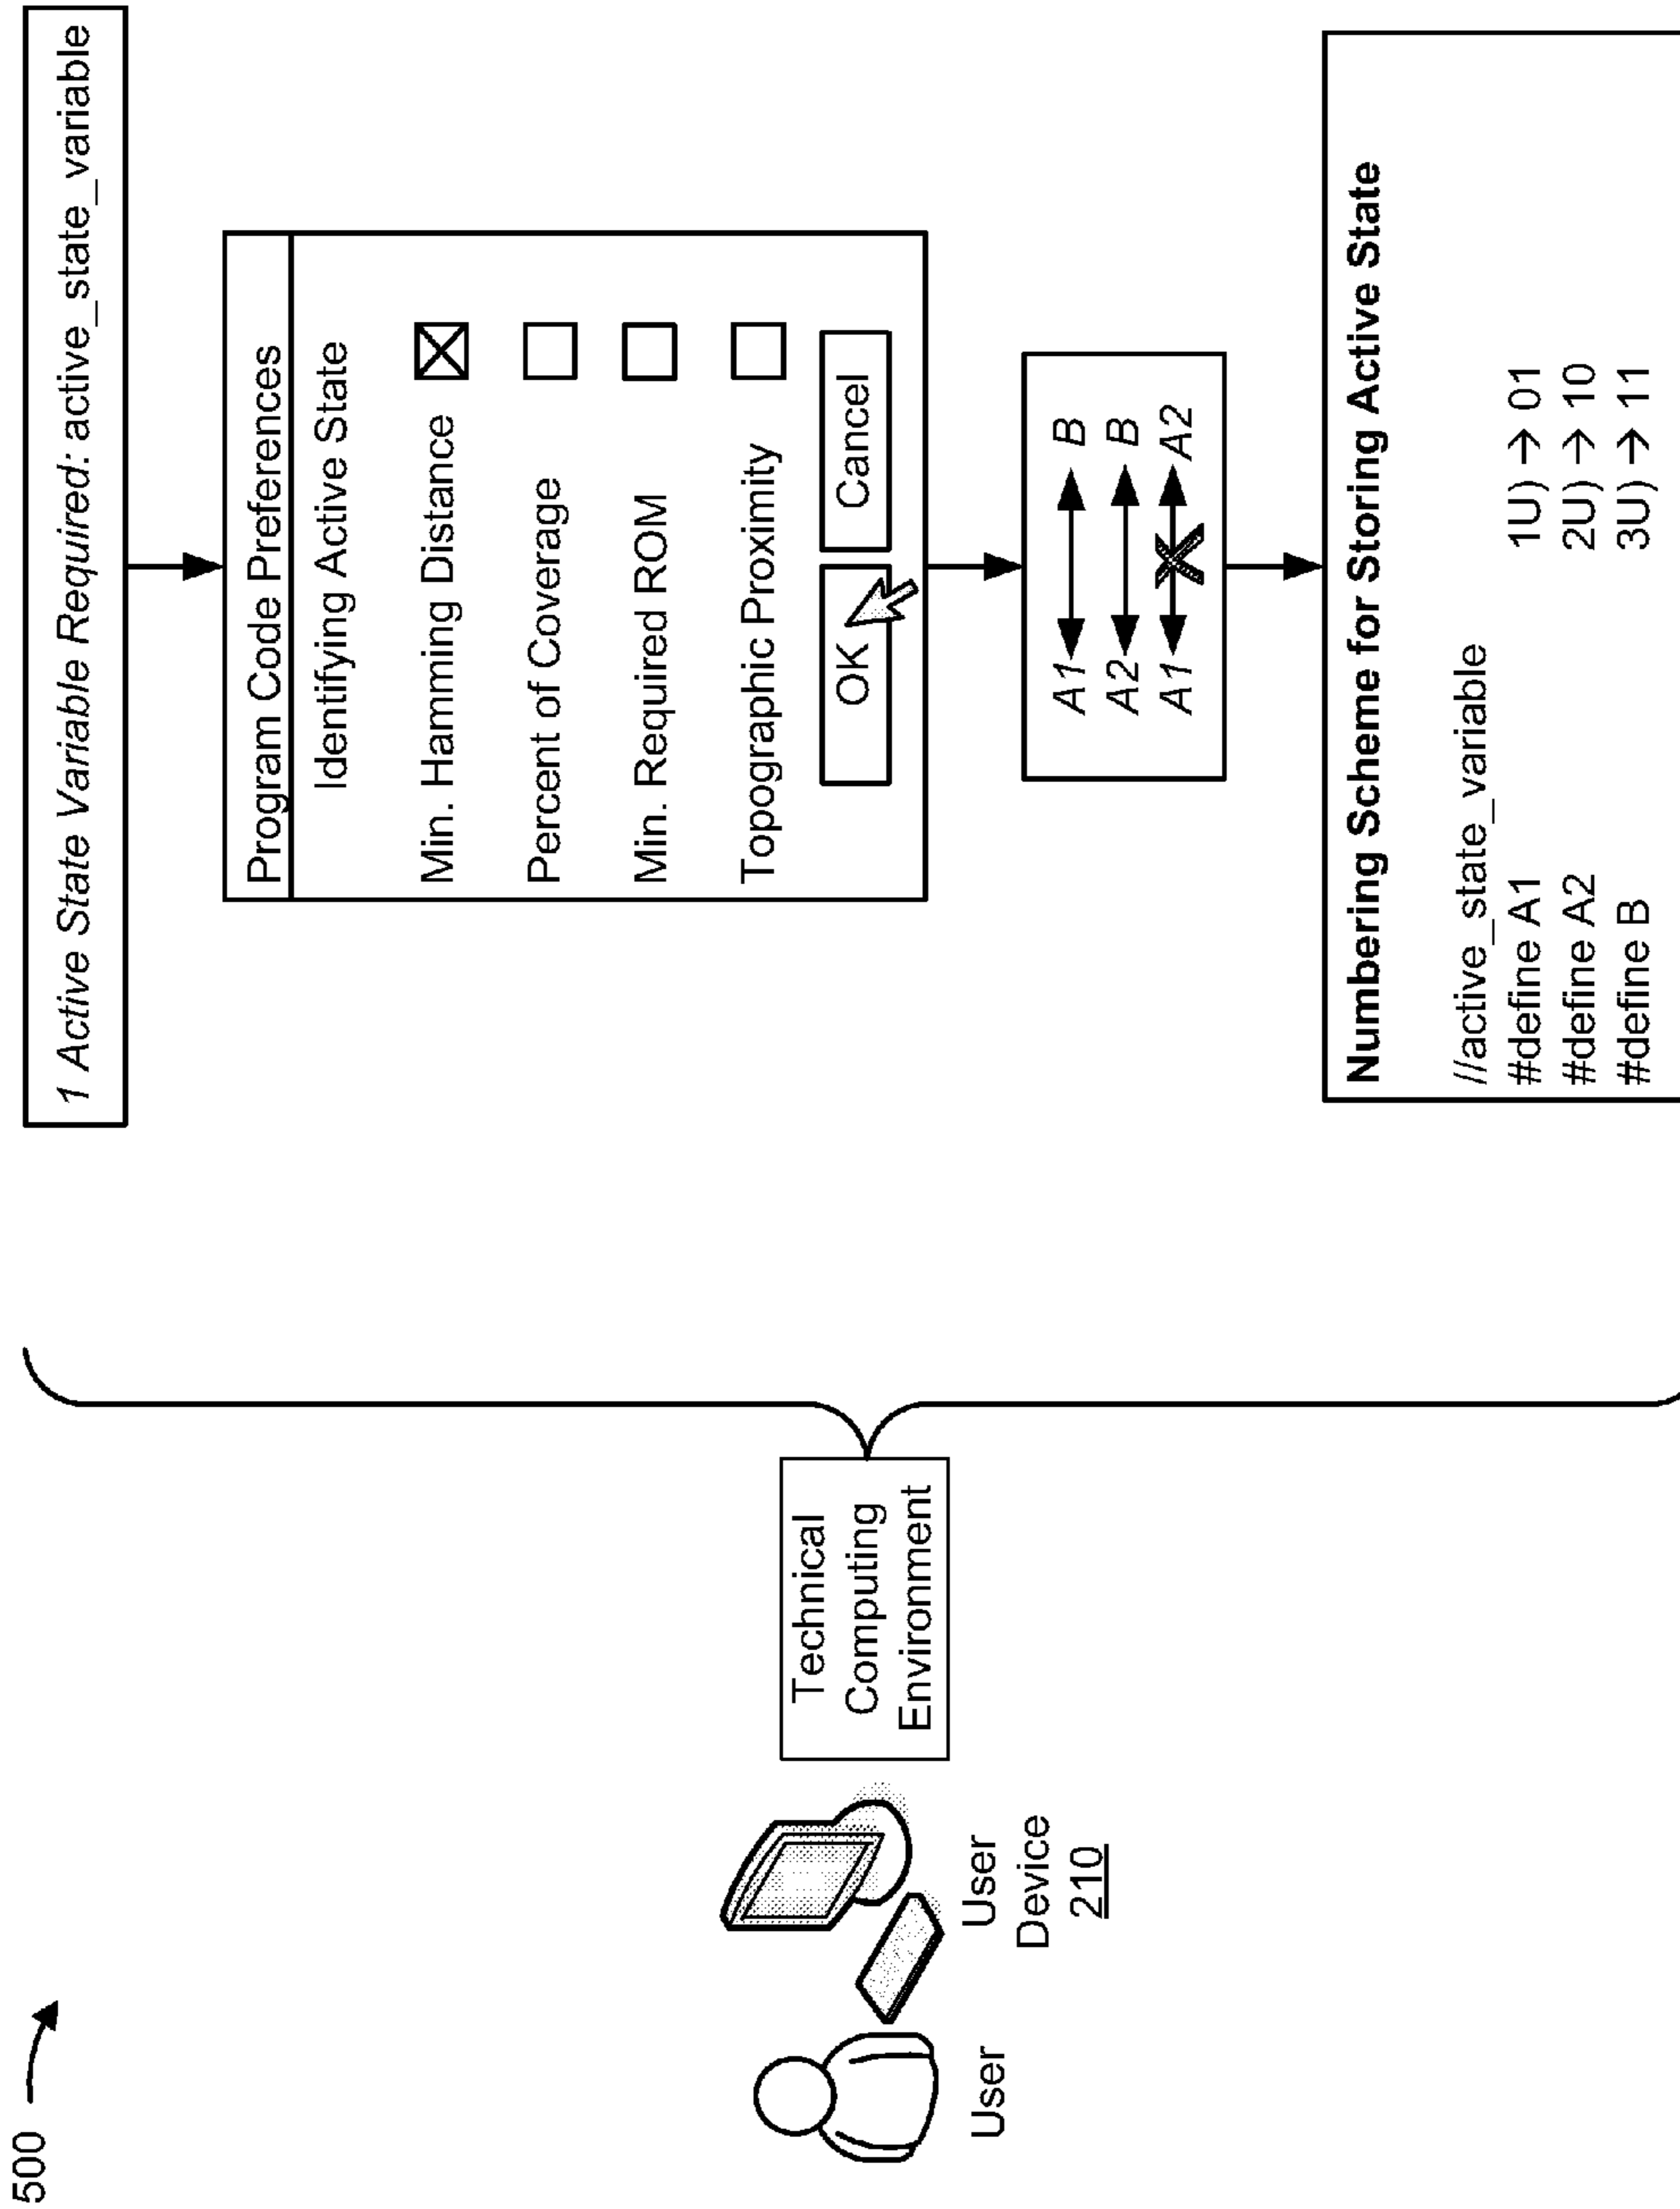 500
User
User
Device
210
Technical
Computing
Environment
1 Active State Variable Required: active_state_variable
Program Code Preferences
Identifying Active State
Min. Hamming Distance
Percent of Coverage
Min. Required ROM
Topographic Proximity
OK Cancel
A1 B
A2 B
A1 A2
Numbering Scheme for Storing Active State
//active_state_variable
#define A1 1U) → 01
#define A2 2U) → 10
#define B 3U) → 11